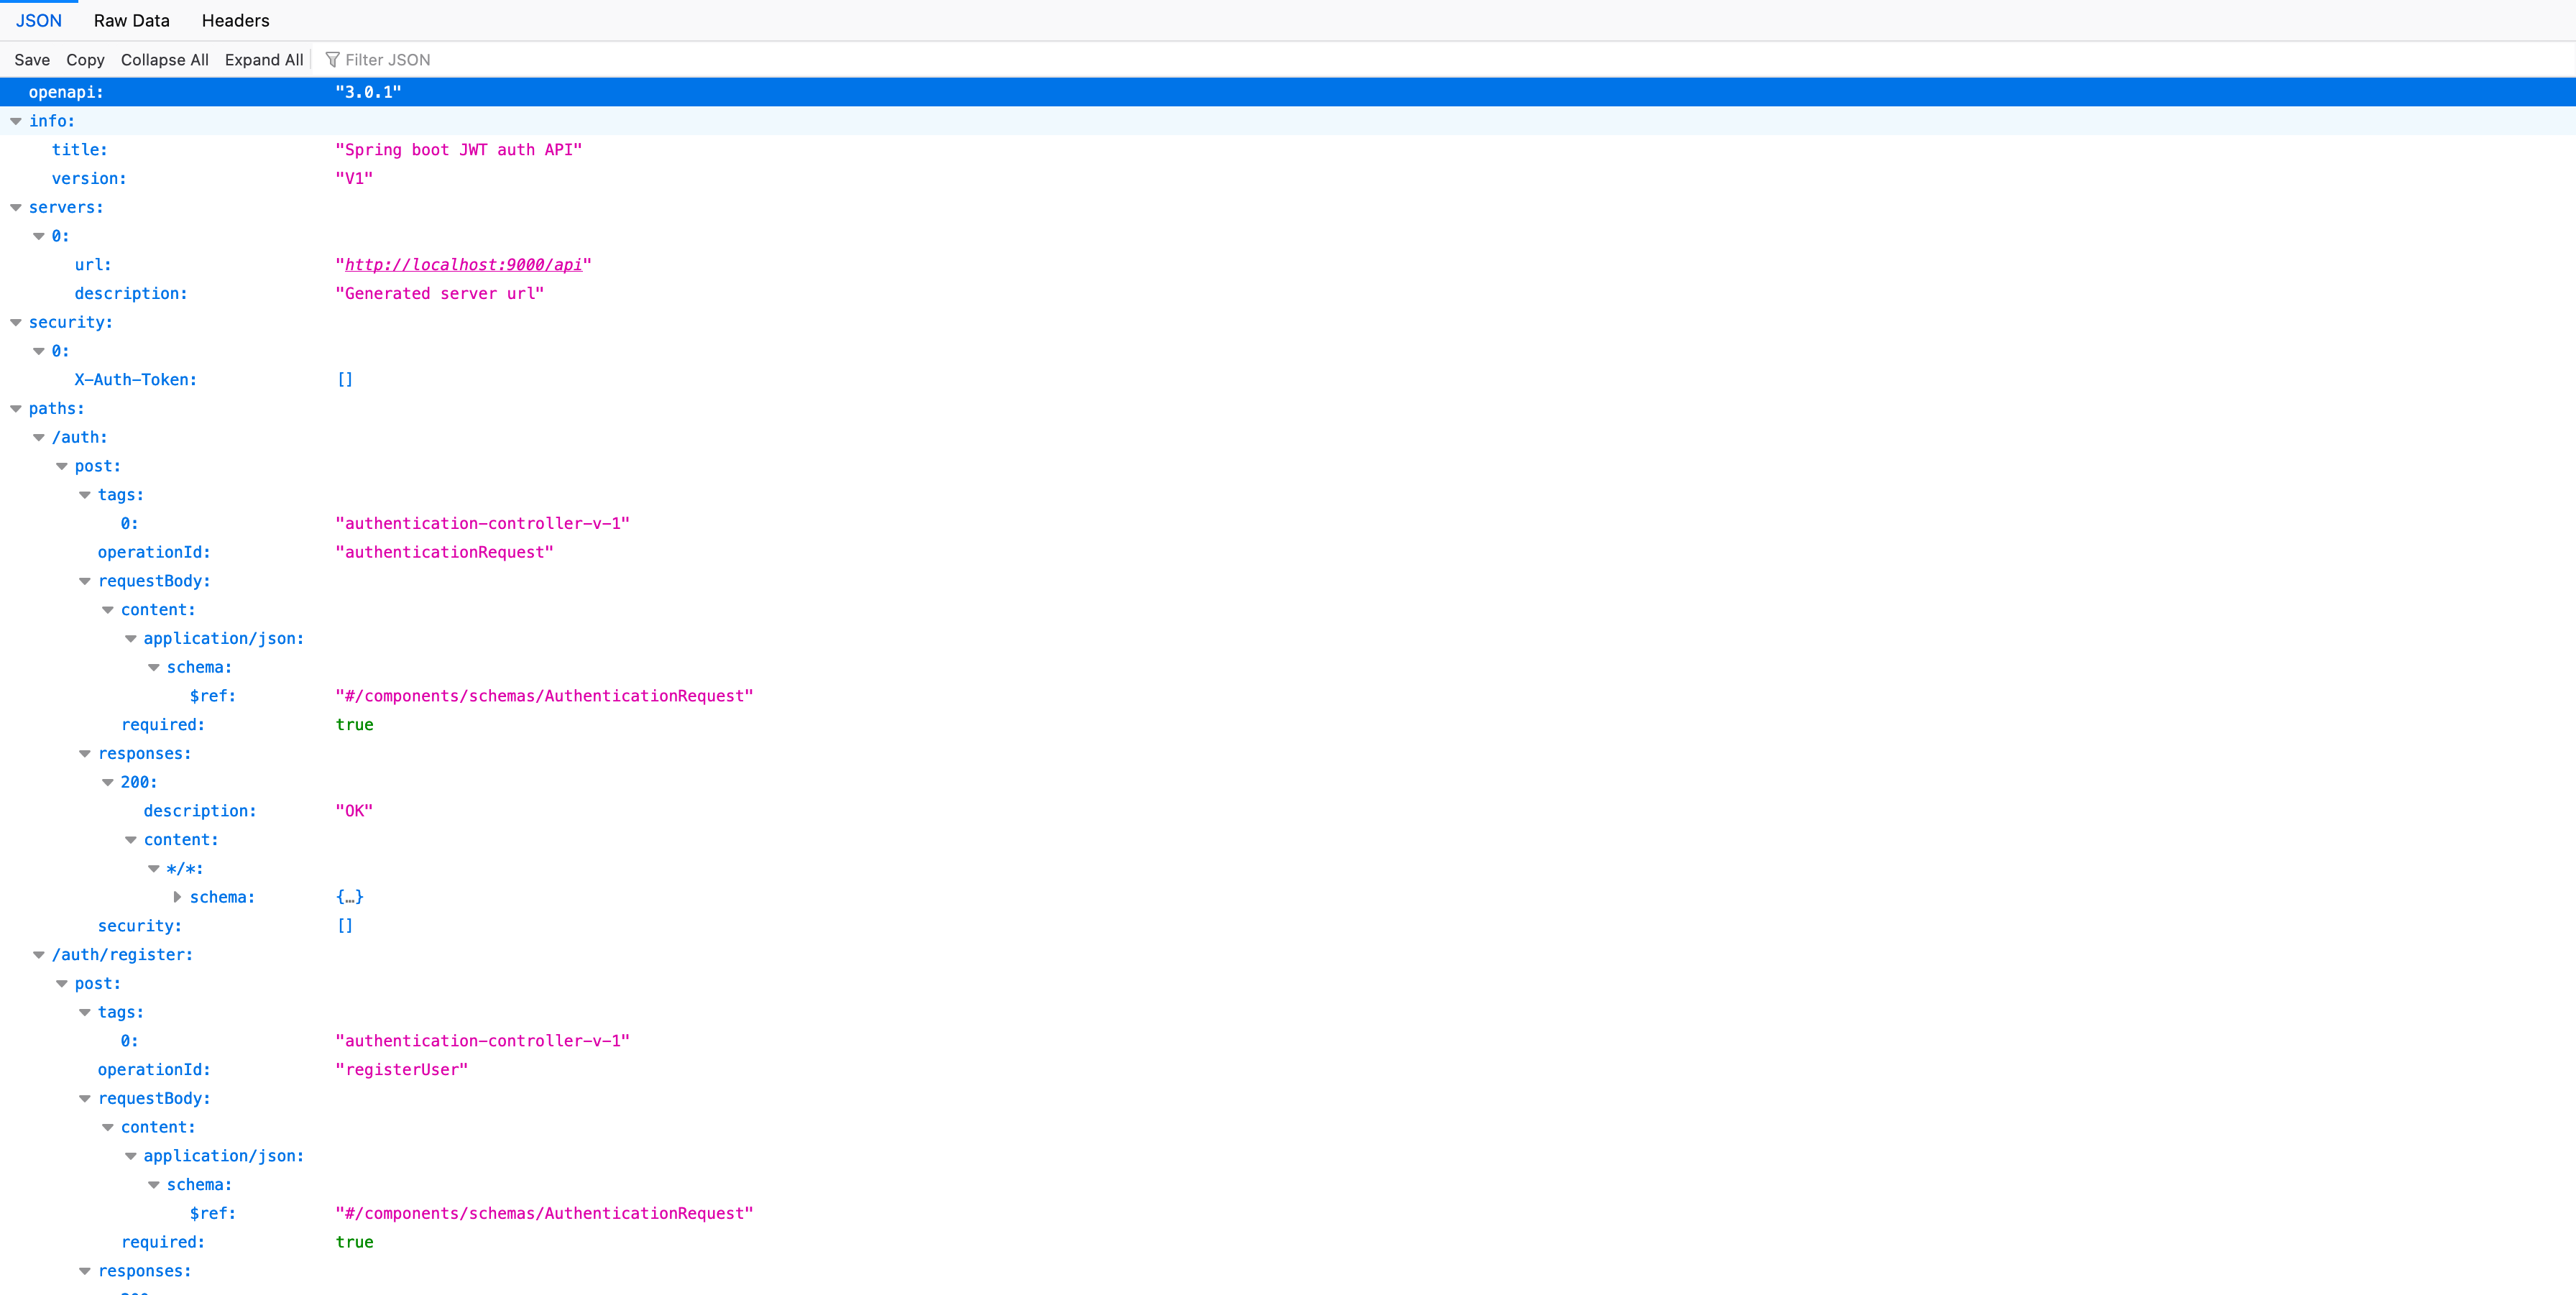 JSON Raw Data Headers
Save Copy Collapse All Expand All Filter JSON
openapi: "3.0.1"
info:
title: "Spring boot JWT auth API"
version: "V1"
servers:
0:
url: "http://localhost:9000/api"
description: "Generated server url"
security:
0:
X-Auth-Token: []
paths:
/auth:
post:
tags:
0: "authentication-controller-v-1"
operationId: "authenticationRequest"
requestBody:
content:
application/json:
schema:
$ref: "#/components/schemas/AuthenticationRequest"
required: true
responses:
200:
description: "OK"
content:
*/*:
schema: {…}
security: []
/auth/register:
post:
tags:
0: "authentication-controller-v-1"
operationId: "registerUser"
requestBody:
content:
application/json:
schema:
$ref: "#/components/schemas/AuthenticationRequest"
required: true
responses: